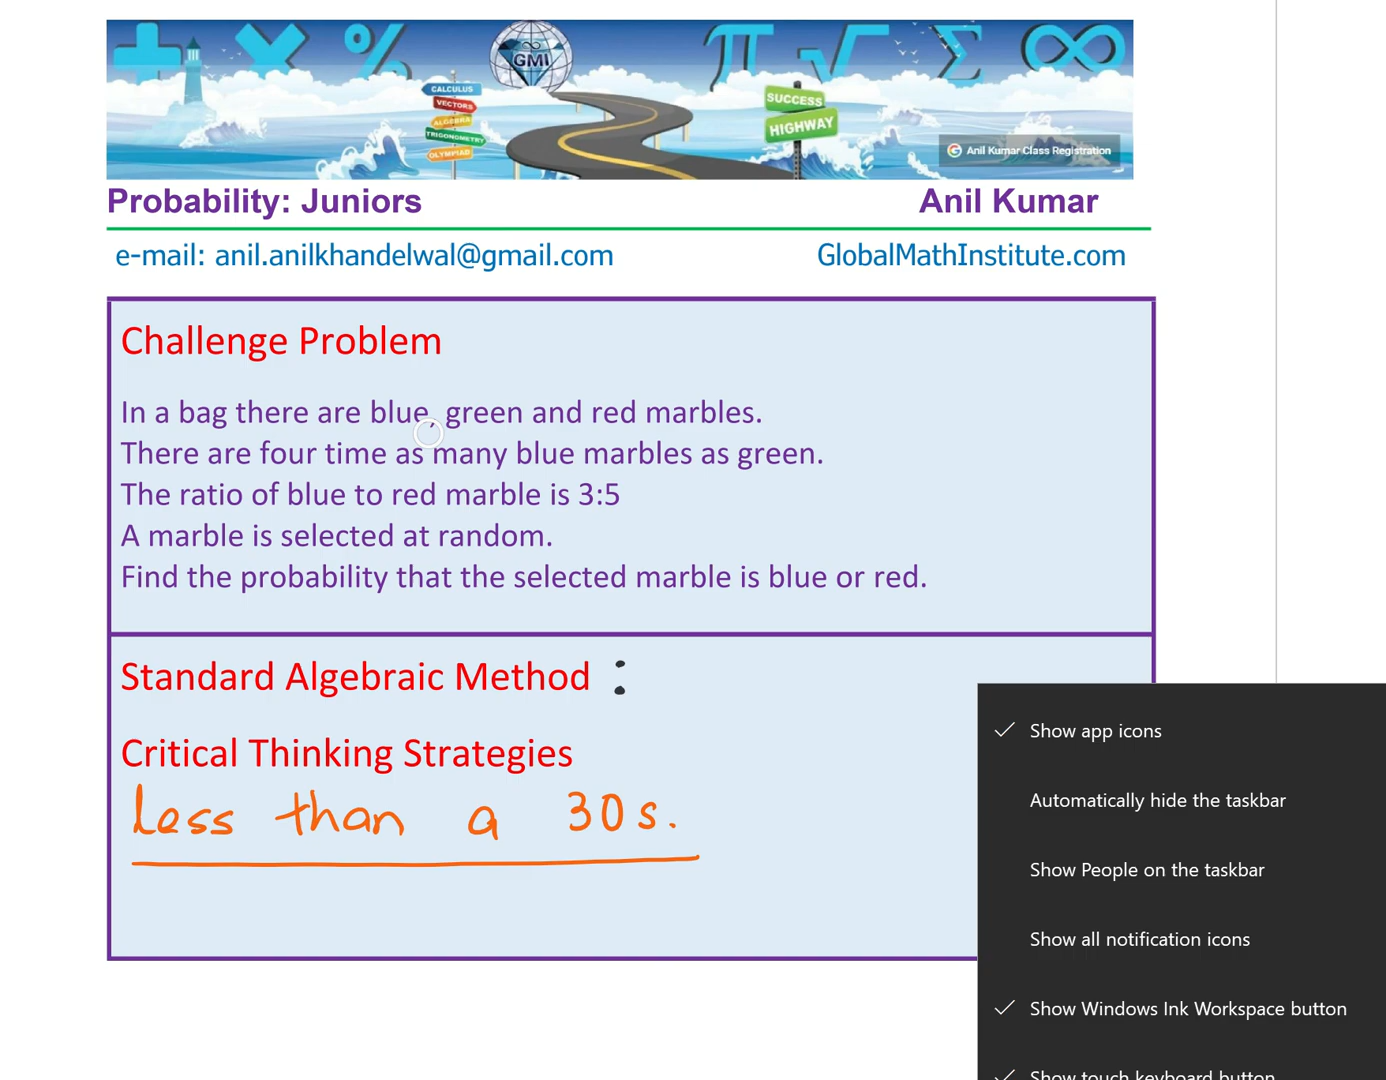 GMI
CALCULUS
VECTORS
ALGEBRA
TRIGONOMETRY
OLYMPIAD
SUCCESS
HIGHWAY
Anil Kumar Class Registration
Probability: Juniors Anil Kumar
e-mail: anil.anilkhandelwal@gmail.com GlobalMathInstitute.com
Challenge Problem
In a bag there are blue, green and red marbles.
There are four time as many blue marbles as green.
The ratio of blue to red marble is 3:5
A marble is selected at random.
Find the probability that the selected marble is blue or red.
Standard Algebraic Method :
Critical Thinking Strategies
less than a 30s.
Show app icons
Automatically hide the taskbar
Show People on the taskbar
Show all notification icons
Show Windows Ink Workspace button
Show touch keyboard button